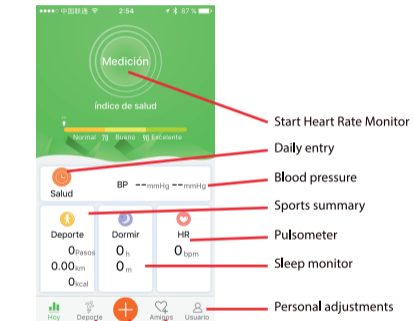 中国联通 2:54 87%
Medición
índice de salud
Normal 70 Bueno 90 Excelente
Salud
BP --mmHg --mmHg
Deporte Dormir HR
0Pasos 0h 0bpm
0.00km 0m
0kcal
Hoy Deporte Amigos Usuario
Start Heart Rate Monitor
Daily entry
Blood pressure
Sports summary
Pulsometer
Sleep monitor
Personal adjustments